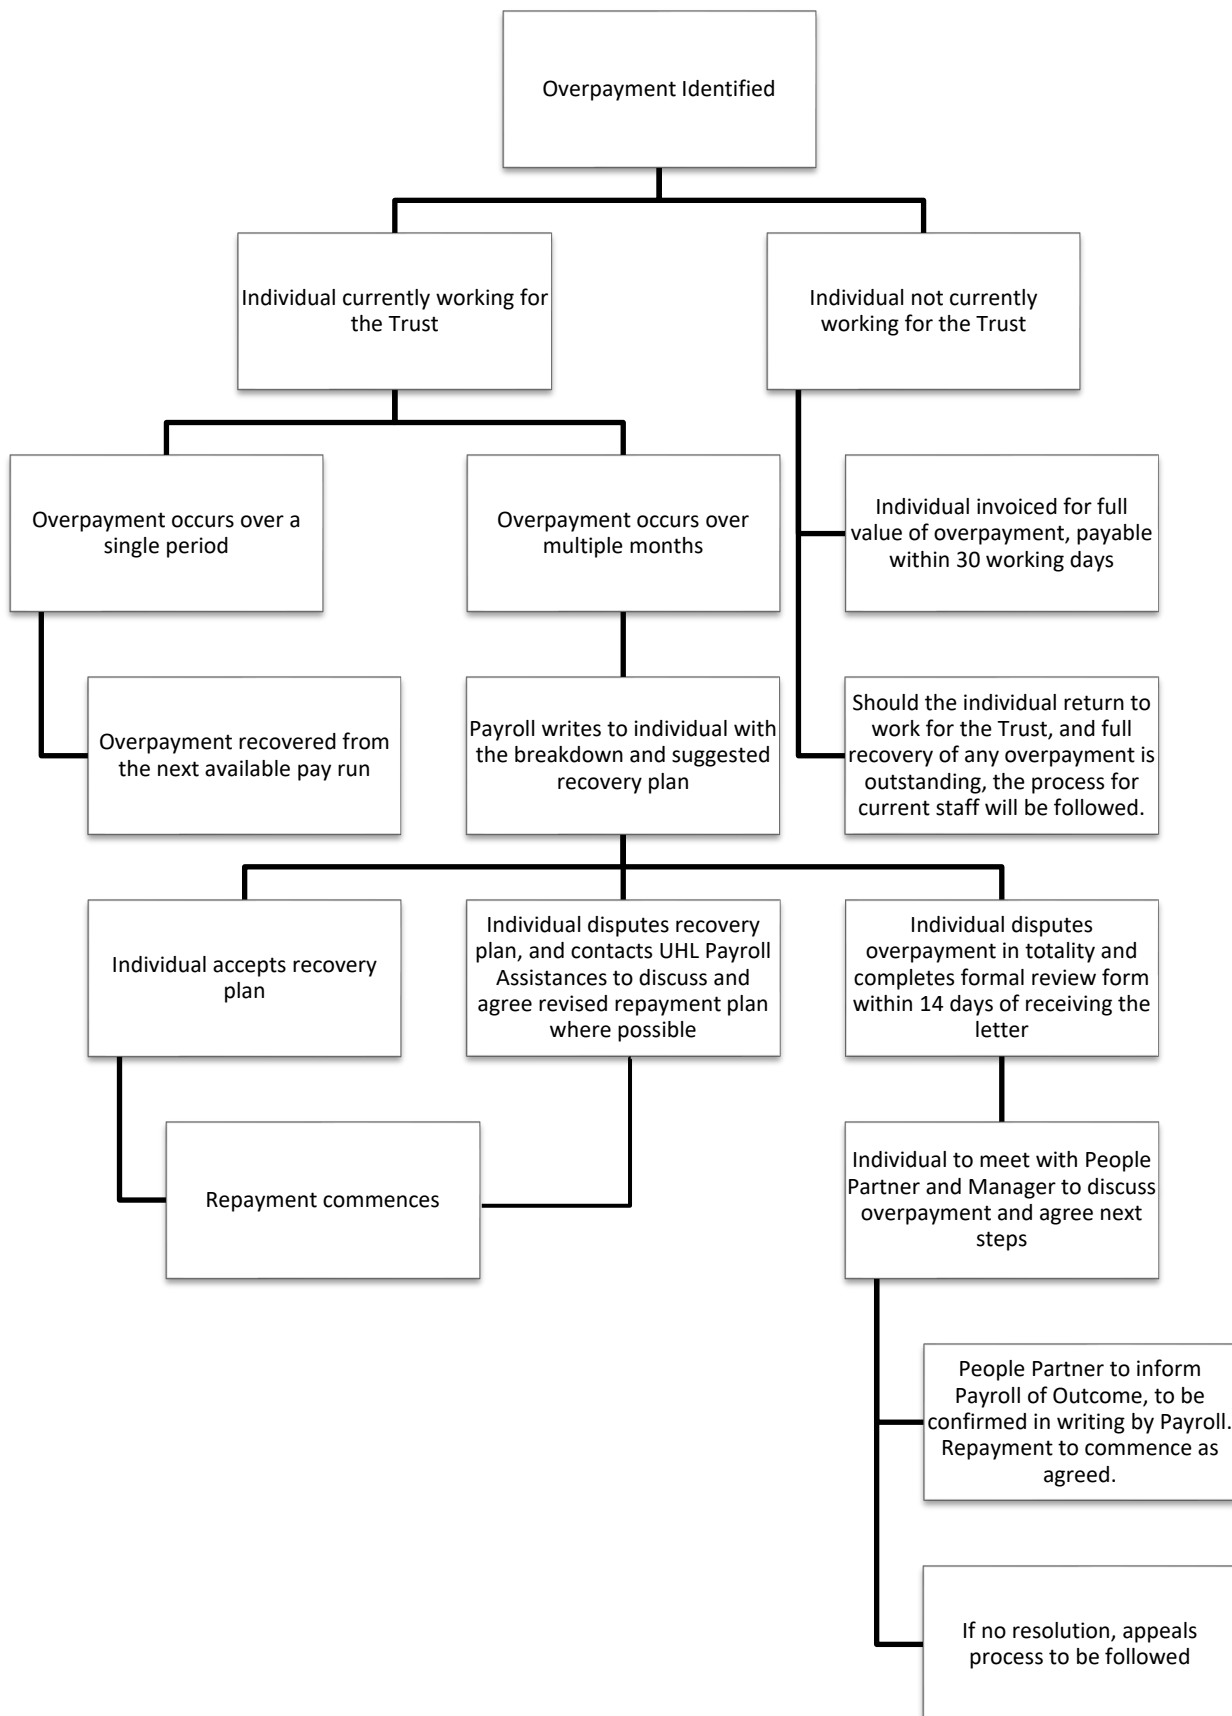 Overpayment Identified
Individual currently working for
the Trust
Individual not currently
working for the Trust
Overpayment occurs over a
single period
Overpayment occurs over
multiple months
Individual invoiced for full
value of overpayment, payable
within 30 working days
Overpayment recovered from
the next available pay run
Payroll writes to individual with
the breakdown and suggested
recovery plan
Should the individual return to
work for the Trust, and full
recovery of any overpayment is
outstanding, the process for
current staff will be followed.
Individual accepts recovery
plan
Individual disputes recovery
plan, and contacts UHL Payroll
Assistances to discuss and
agree revised repayment plan
where possible
Individual disputes
overpayment in totality and
completes formal review form
within 14 days of receiving the
letter
Repayment commences
Individual to meet with People
Partner and Manager to discuss
overpayment and agree next
steps
People Partner to inform
Payroll of Outcome, to be
confirmed in writing by Payroll.
Repayment to commence as
agreed.
If no resolution, appeals
process to be followed